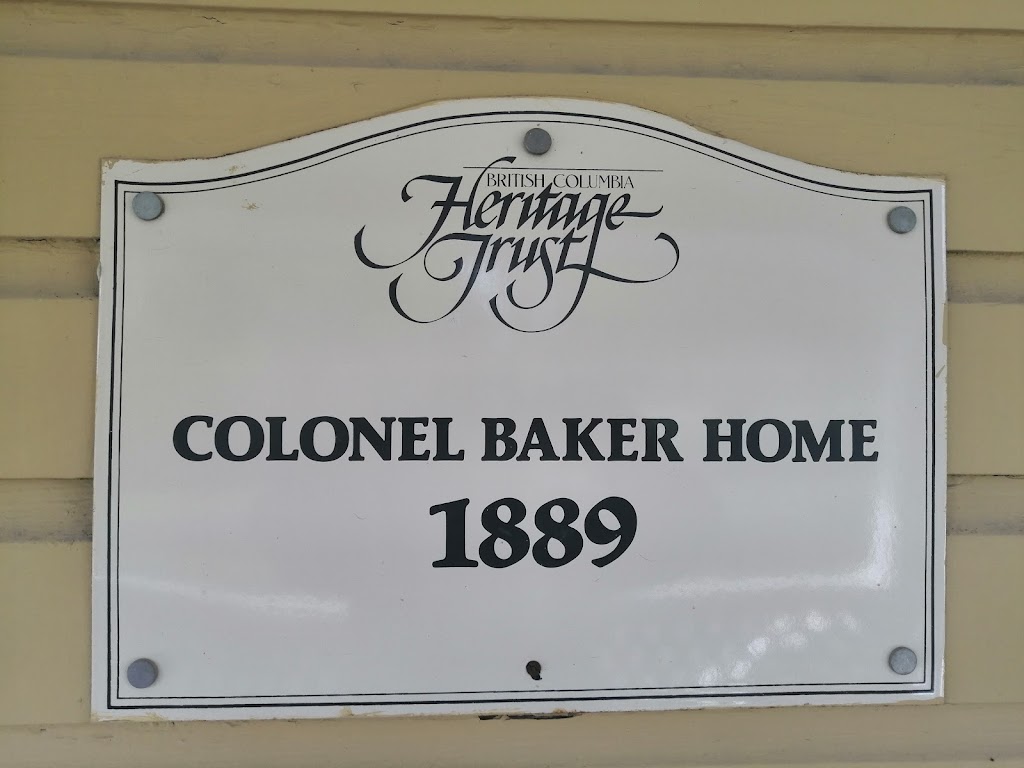 BRITISH COLUMBIA
Heritage
Trust
COLONEL BAKER HOME
1889